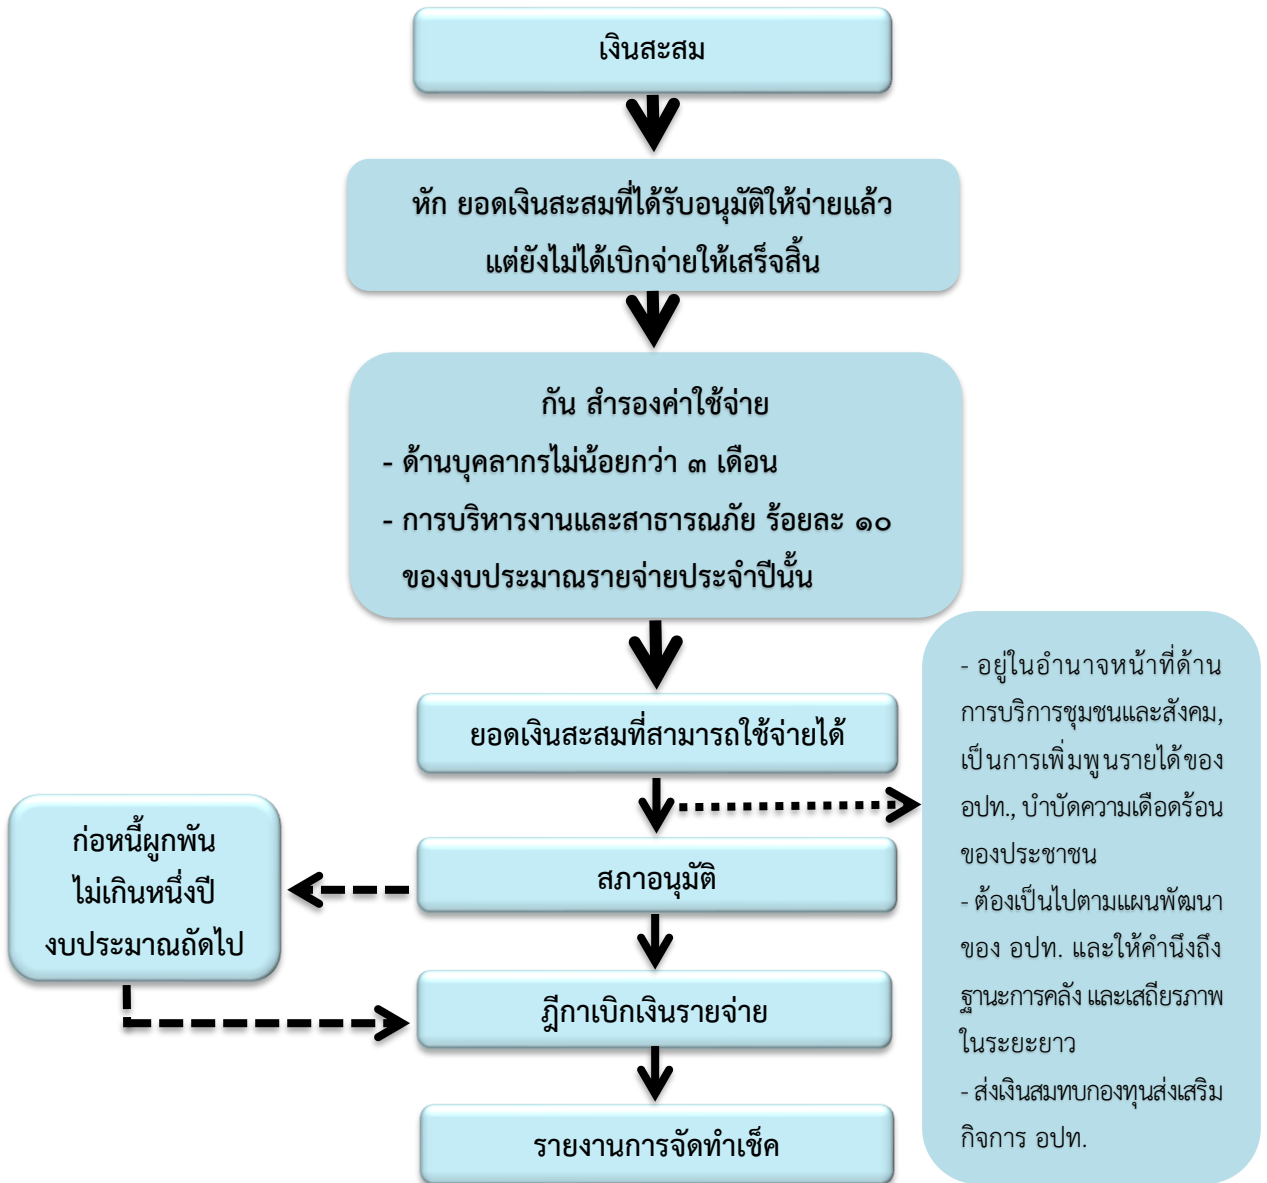 เงินสะสม
หัก ยอดเงินสะสมที่ได้รับอนุมัติให้จ่ายแล้ว
แต่ยังไม่ได้เบิกจ่ายให้เสร็จสิ้น
กัน สำรองค่าใช้จ่าย
- ด้านบุคลากรไม่น้อยกว่า ๓ เดือน
- การบริหารงานและสาธารณภัย ร้อยละ ๑๐
ของงบประมาณรายจ่ายประจำปีนั้น
ยอดเงินสะสมที่สามารถใช้จ่ายได้
- อยู่ในอำนาจหน้าที่ด้าน
การบริการชุมชนและสังคม,
เป็นการเพิ่มพูนรายได้ของ
อปท., บำบัดความเดือดร้อน
ของประชาชน
- ต้องเป็นไปตามแผนพัฒนา
ของ อปท. และให้คำนึงถึง
ฐานะการคลัง และเสถียรภาพ
ในระยะยาว
- ส่งเงินสมทบกองทุนส่งเสริม
กิจการ อปท.
สภาอนุมัติ
ก่อหนี้ผูกพัน
ไม่เกินหนึ่งปี
งบประมาณถัดไป
ฎีกาเบิกเงินรายจ่าย
รายงานการจัดทำเช็ค